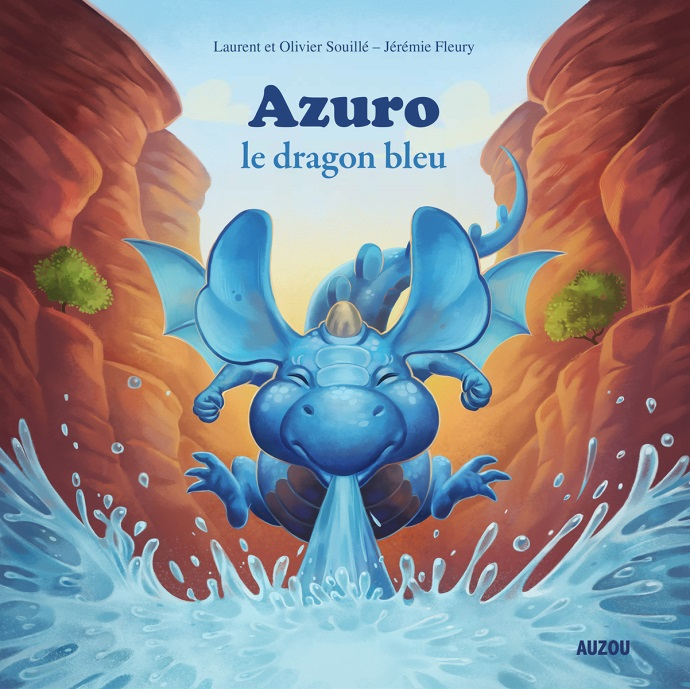 Laurent et Olivier Souillé – Jérémie Fleury
Azuro
le dragon bleu
AUZOU